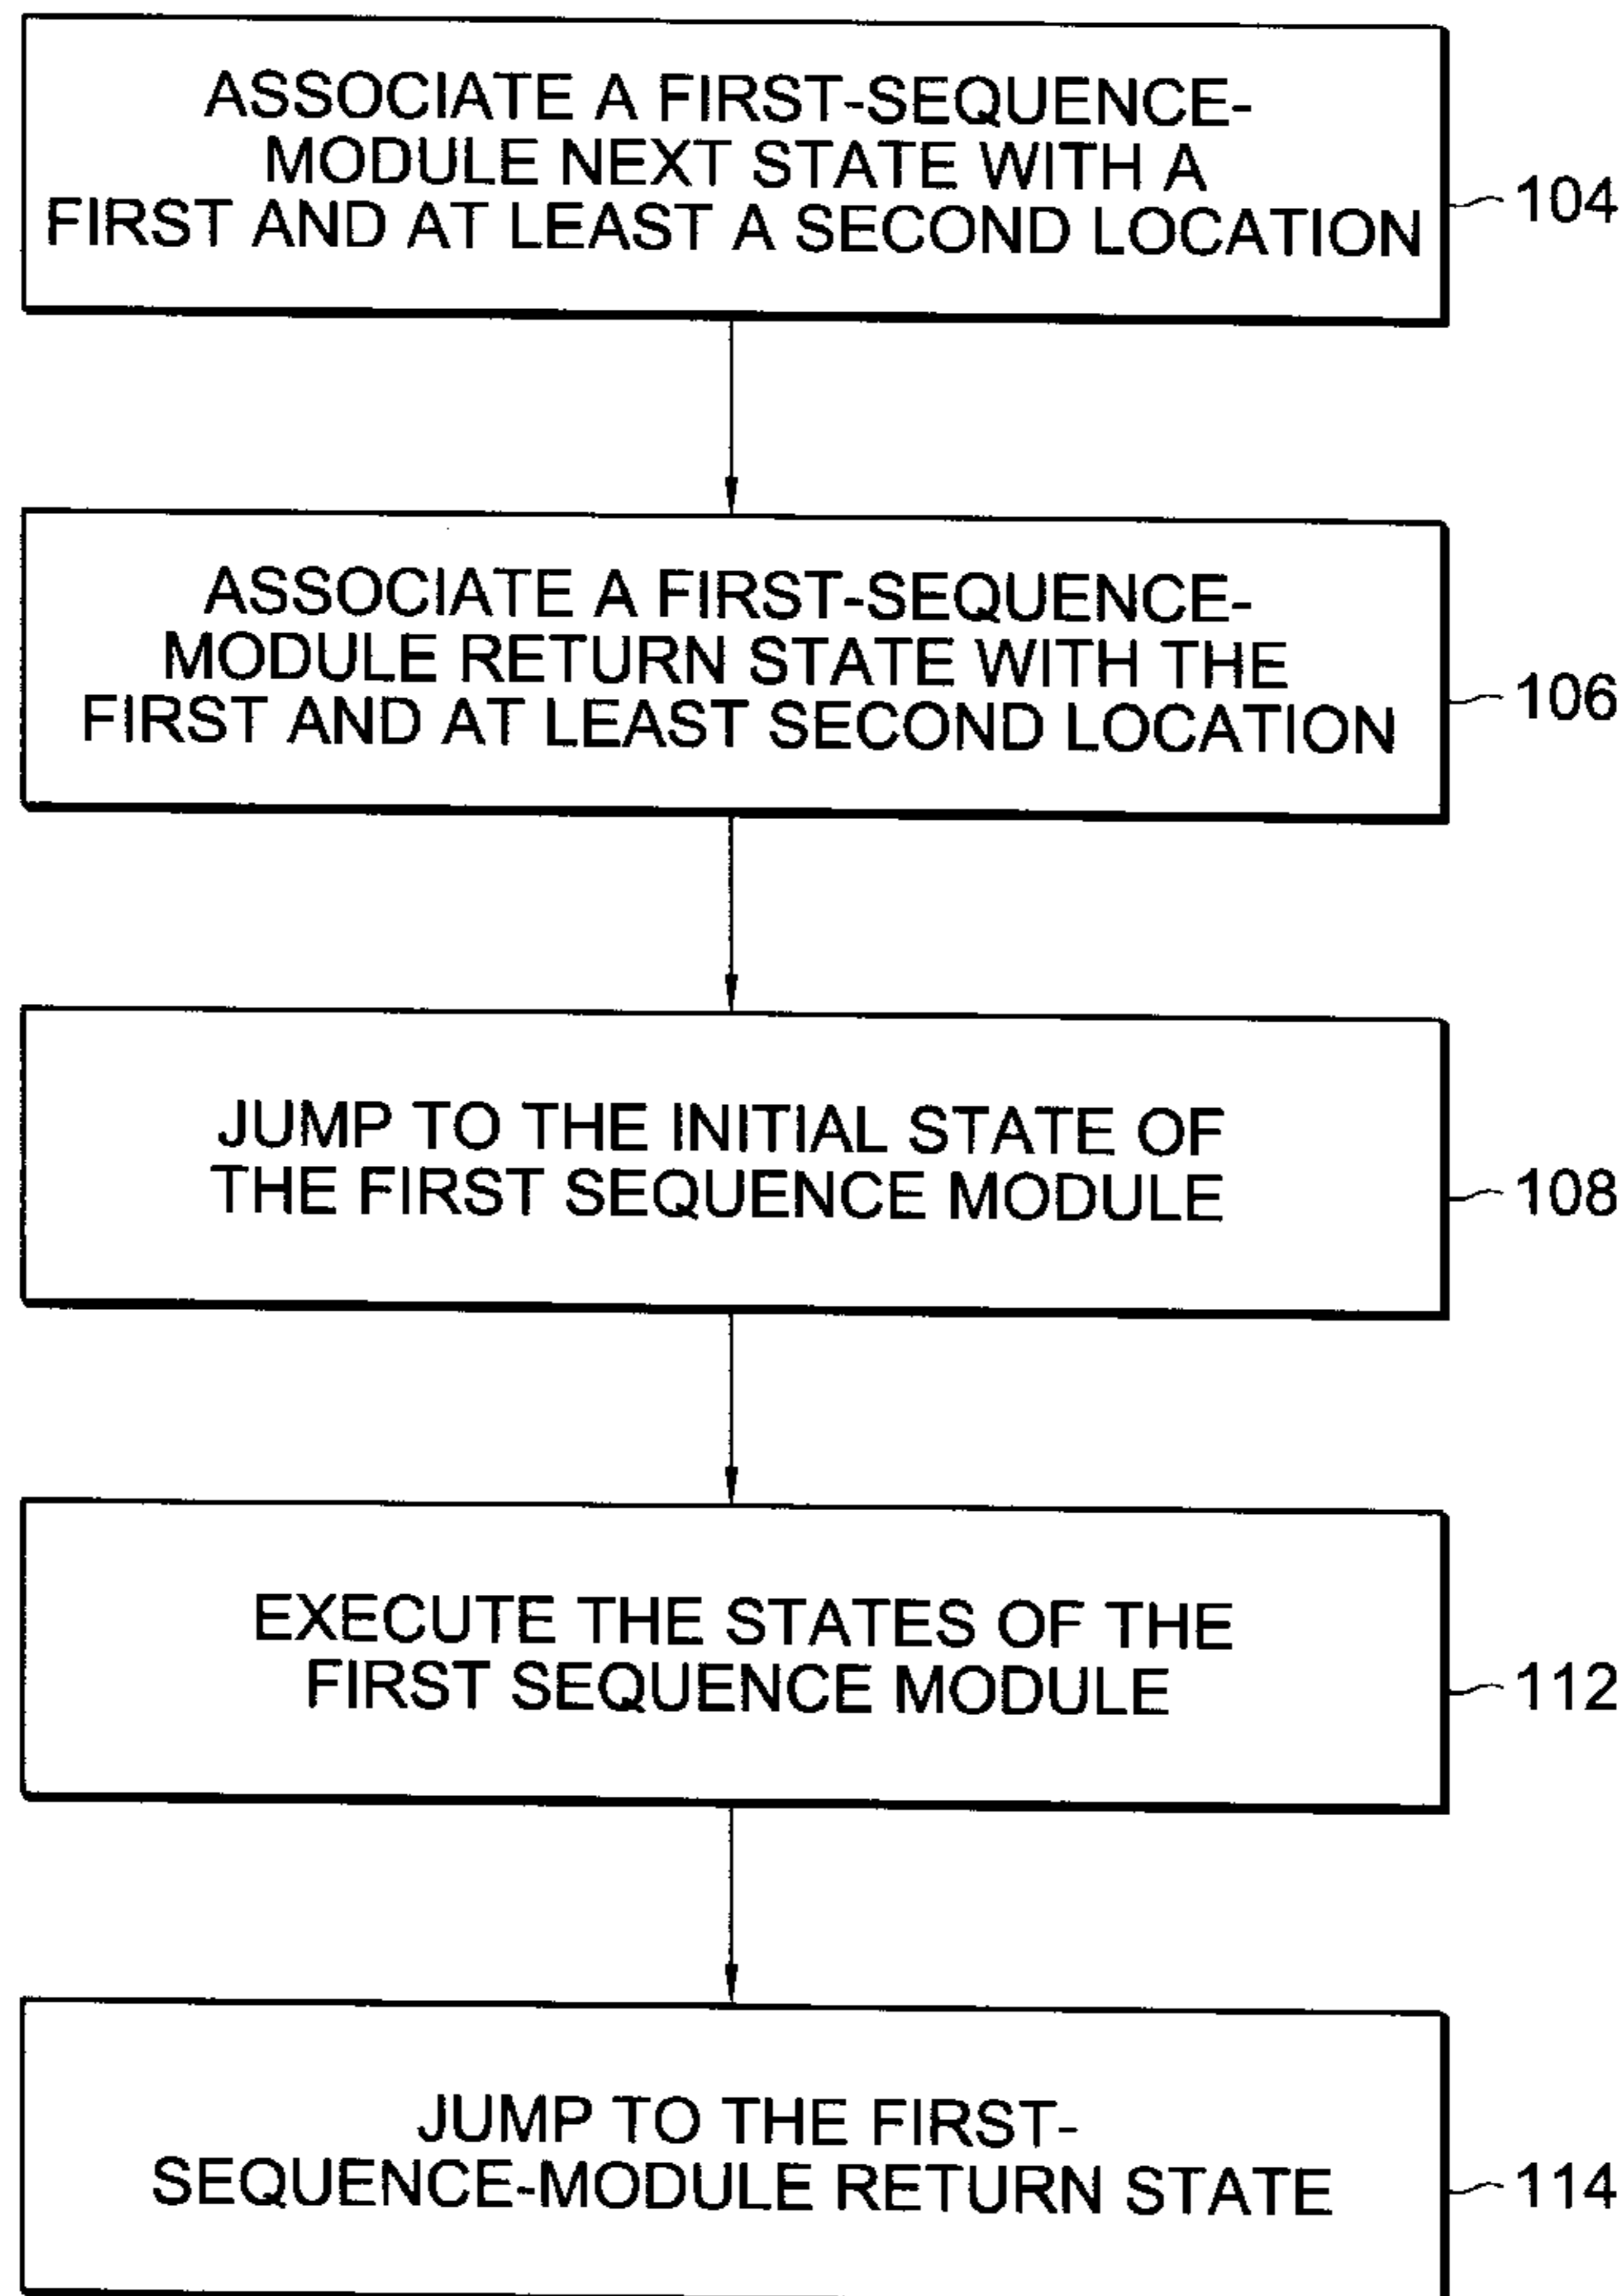 ASSOCIATE A FIRST-SEQUENCE-
MODULE NEXT STATE WITH A
FIRST AND AT LEAST A SECOND LOCATION
104
ASSOCIATE A FIRST-SEQUENCE-
MODULE RETURN STATE WITH THE
FIRST AND AT LEAST SECOND LOCATION
106
JUMP TO THE INITIAL STATE OF
THE FIRST SEQUENCE MODULE
108
EXECUTE THE STATES OF THE
FIRST SEQUENCE MODULE
112
JUMP TO THE FIRST-
SEQUENCE-MODULE RETURN STATE
114